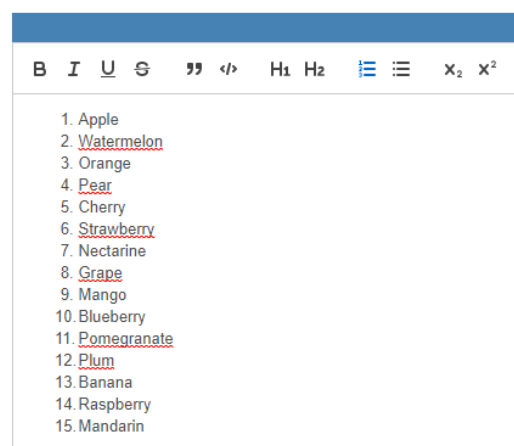 B I U S ” </> H1 H2 X2 X²
1. Apple
2. Watermelon
3. Orange
4. Pear
5. Cherry
6. Strawberry
7. Nectarine
8. Grape
9. Mango
10. Blueberry
11. Pomegranate
12. Plum
13. Banana
14. Raspberry
15. Mandarin